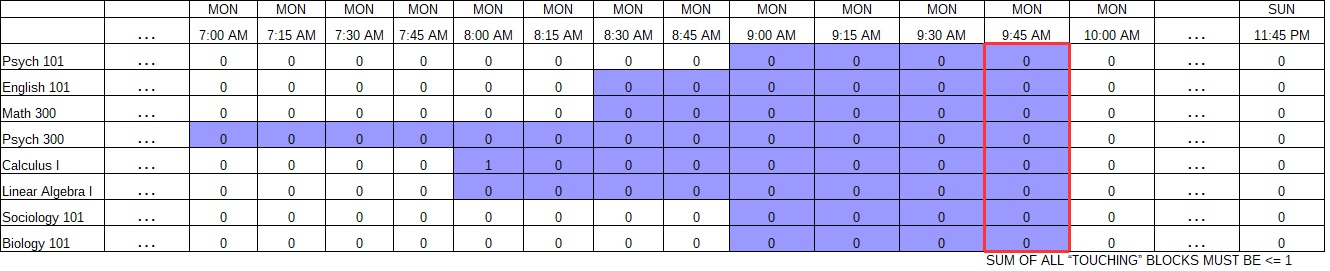 MON MON MON MON MON MON MON MON MON MON MON MON MON SUN
... 7:00 AM 7:15 AM 7:30 AM 7:45 AM 8:00 AM 8:15 AM 8:30 AM 8:45 AM 9:00 AM 9:15 AM 9:30 AM 9:45 AM 10:00 AM ... 11:45 PM
Psych 101 ... 0 0 0 0 0 0 0 0 0 0 0 0 0 ... 0
English 101 ... 0 0 0 0 0 0 0 0 0 0 0 0 0 ... 0
Math 300 ... 0 0 0 0 0 0 0 0 0 0 0 0 0 ... 0
Psych 300 ... 0 0 0 0 0 0 0 0 0 0 0 0 0 ... 0
Calculus I ... 0 0 0 0 1 0 0 0 0 0 0 0 0 ... 0
Linear Algebra I ... 0 0 0 0 0 0 0 0 0 0 0 0 0 ... 0
Sociology 101 ... 0 0 0 0 0 0 0 0 0 0 0 0 0 ... 0
Biology 101 ... 0 0 0 0 0 0 0 0 0 0 0 0 0 ... 0
SUM OF ALL “TOUCHING” BLOCKS MUST BE <= 1